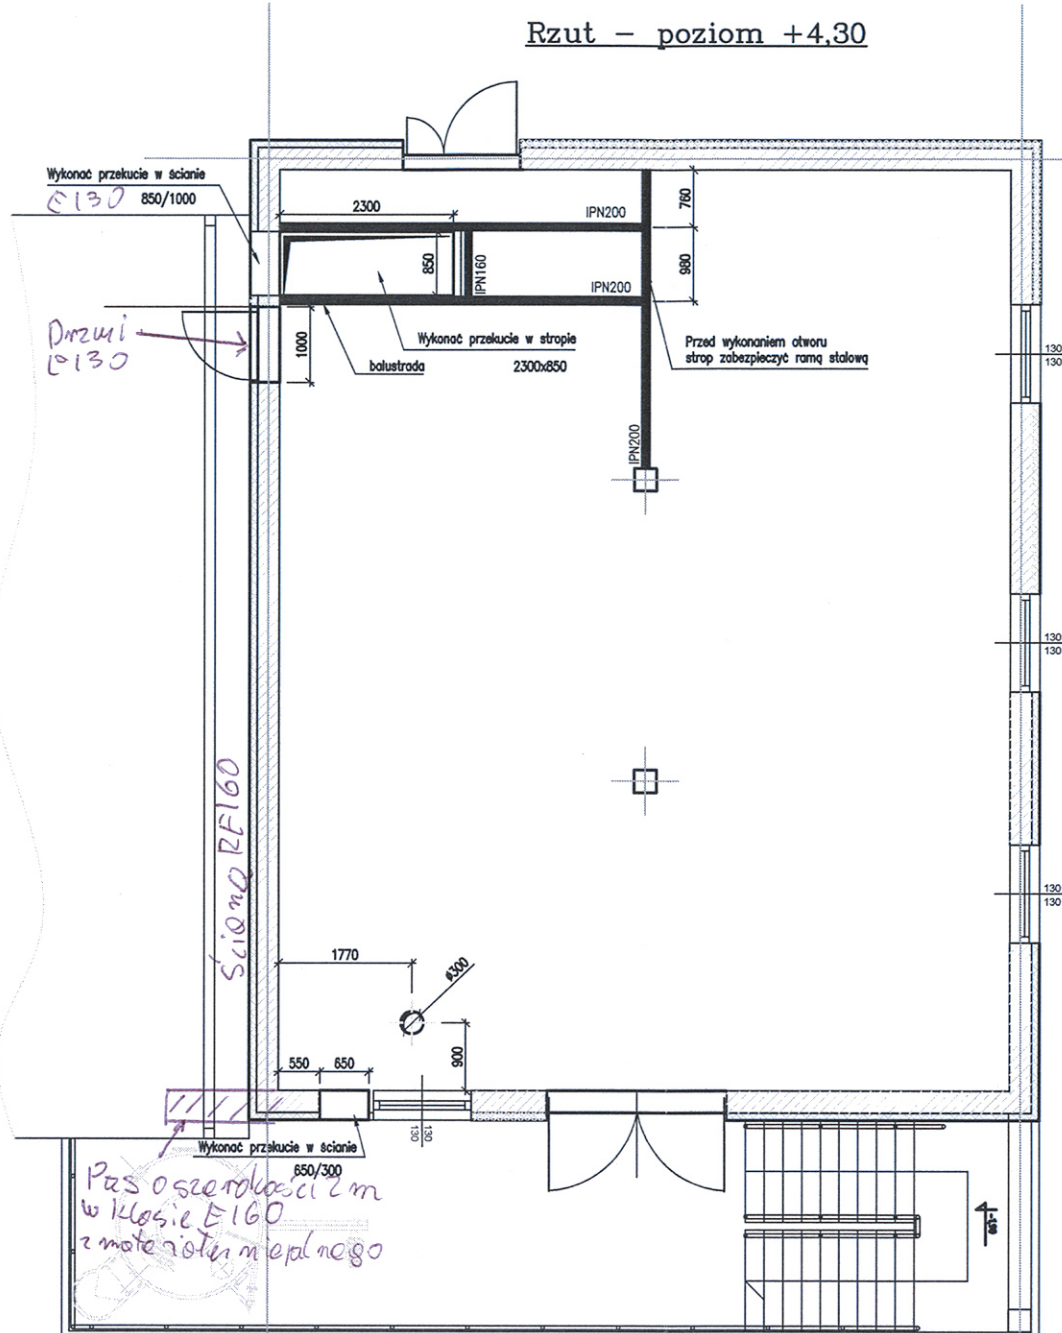 Rzut - poziom +4,30
Wykonać przekucie w ścianie
EI30 850/1000
2300
IPN200
760
850
IPN160
IPN200
980
Drzwi
EI30
1000
Wykonać przekucie w stropie
2300x850
balustrada
Przed wykonaniem otworu
strop zabezpieczyć ramą stalową
130
130
IPN200
130
130
Ściana REI60
130
130
1770
ø300
900
550
650
130
130
Wykonać przekucie w ścianie
650/300
Pas o szerokości 2m
w klasie EI60
z materiału niepalnego